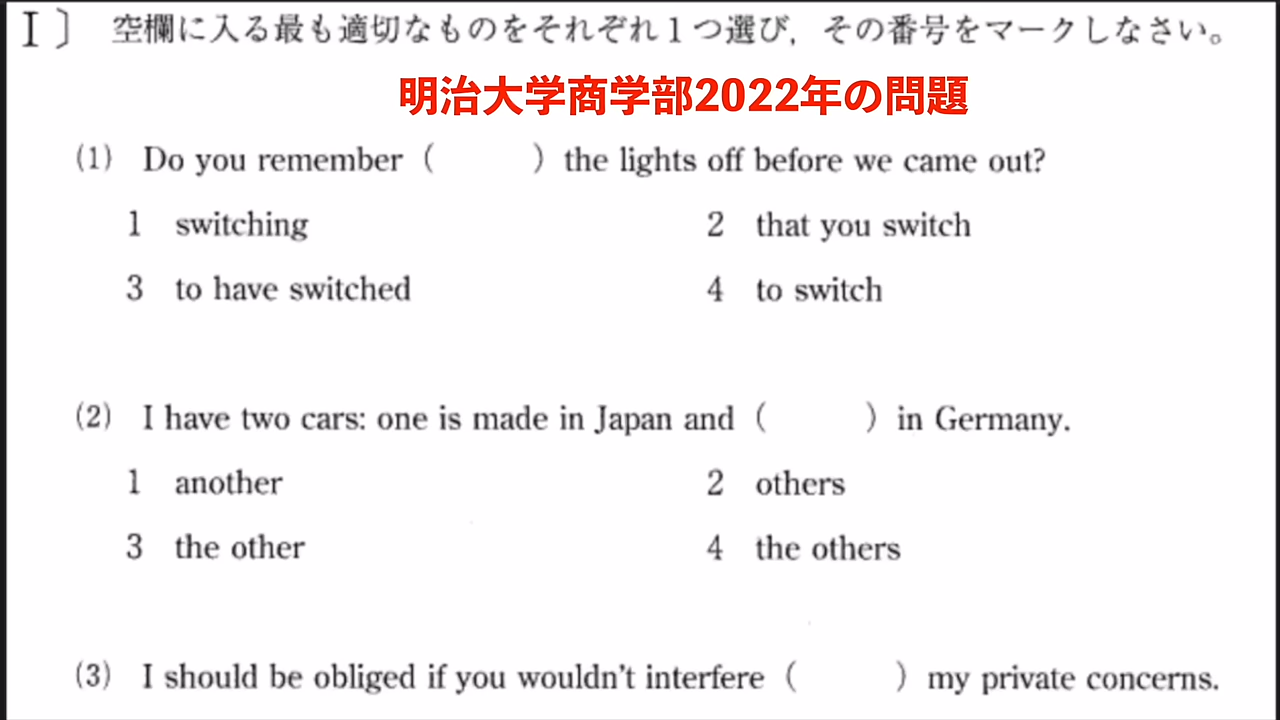 Ⅰ〕 空欄に入る最も適切なものをそれぞれ1つ選び，その番号をマークしなさい。
明治大学商学部2022年の問題
(1) Do you remember (    ) the lights off before we came out?
1 switching 2 that you switch
3 to have switched 4 to switch
(2) I have two cars: one is made in Japan and (    ) in Germany.
1 another 2 others
3 the other 4 the others
(3) I should be obliged if you wouldn't interfere (    ) my private concerns.